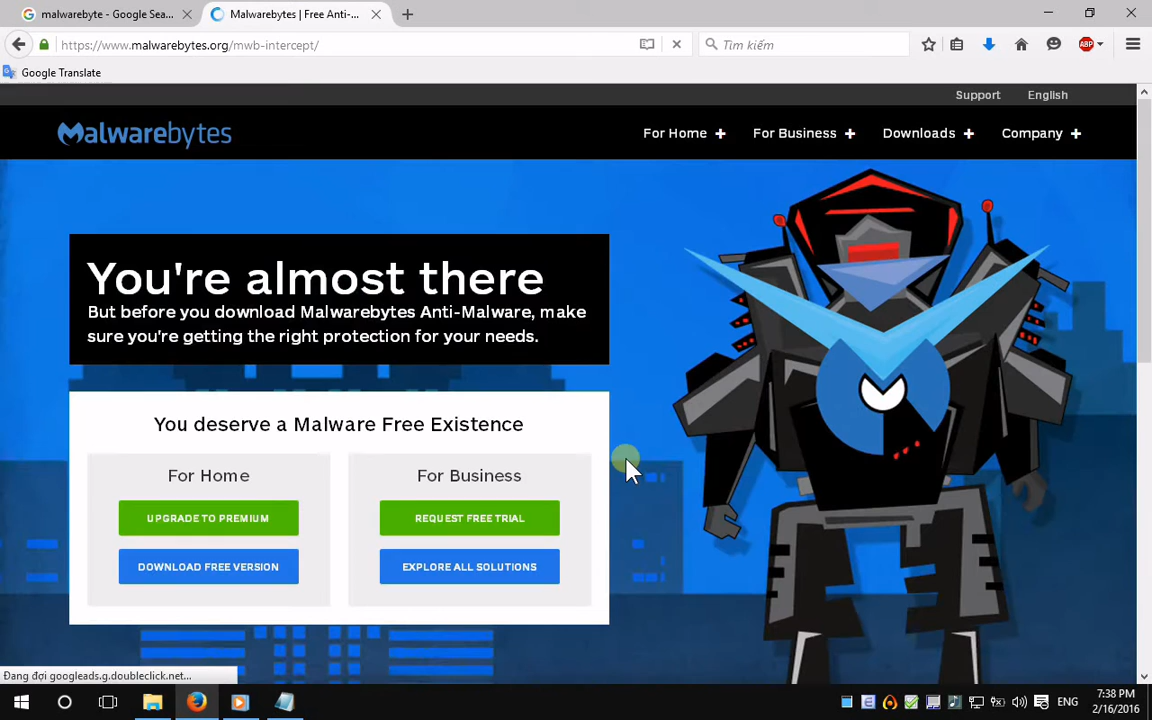 malwarebyte - Google Sea...
Malwarebytes | Free Anti-...
https://www.malwarebytes.org/mwb-intercept/
Tìm kiếm
ABP
Google Translate
Support
English
Malwarebytes
For Home +
For Business +
Downloads +
Company +
You're almost there
But before you download Malwarebytes Anti-Malware, make
sure you're getting the right protection for your needs.
You deserve a Malware Free Existence
For Home
For Business
UPGRADE TO PREMIUM
REQUEST FREE TRIAL
DOWNLOAD FREE VERSION
EXPLORE ALL SOLUTIONS
Đang đợi googleads.g.doubleclick.net...
ENG
7:38 PM
2/16/2016